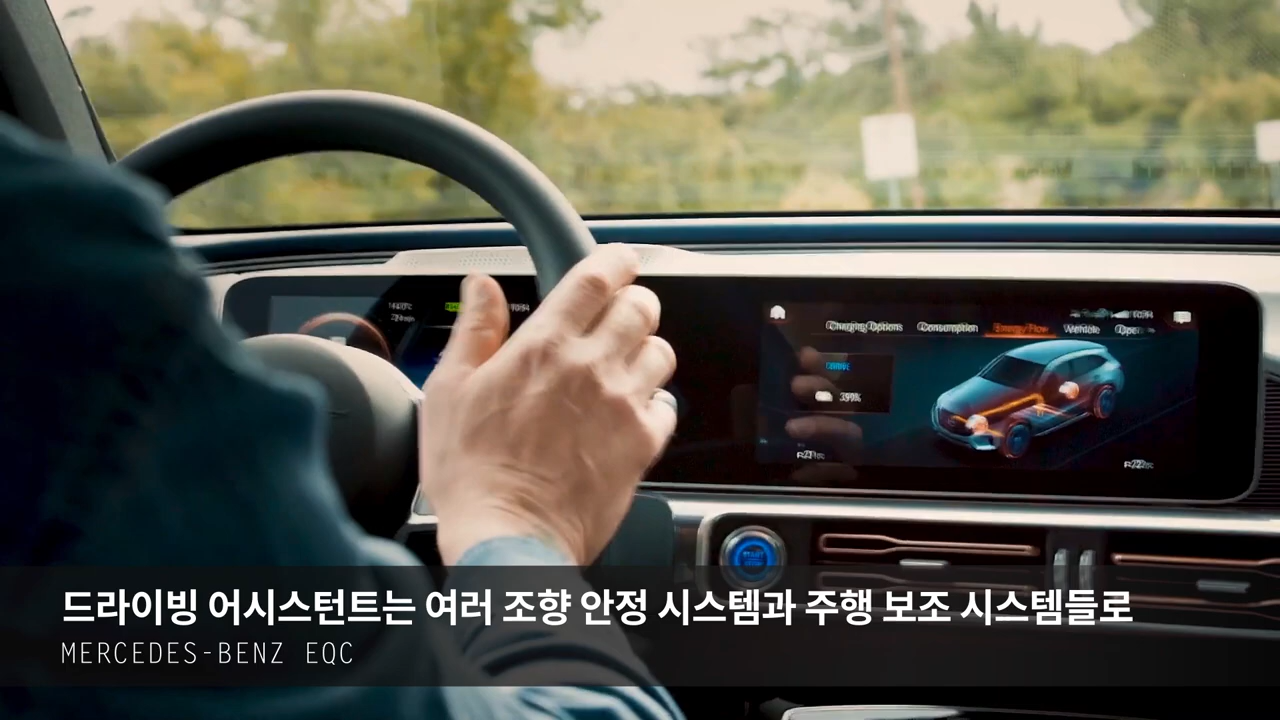 Charging Options Consumption Energy Flow Vehicle
START
드라이빙 어시스턴트는 여러 조향 안정 시스템과 주행 보조 시스템들로
MERCEDES-BENZ EQC